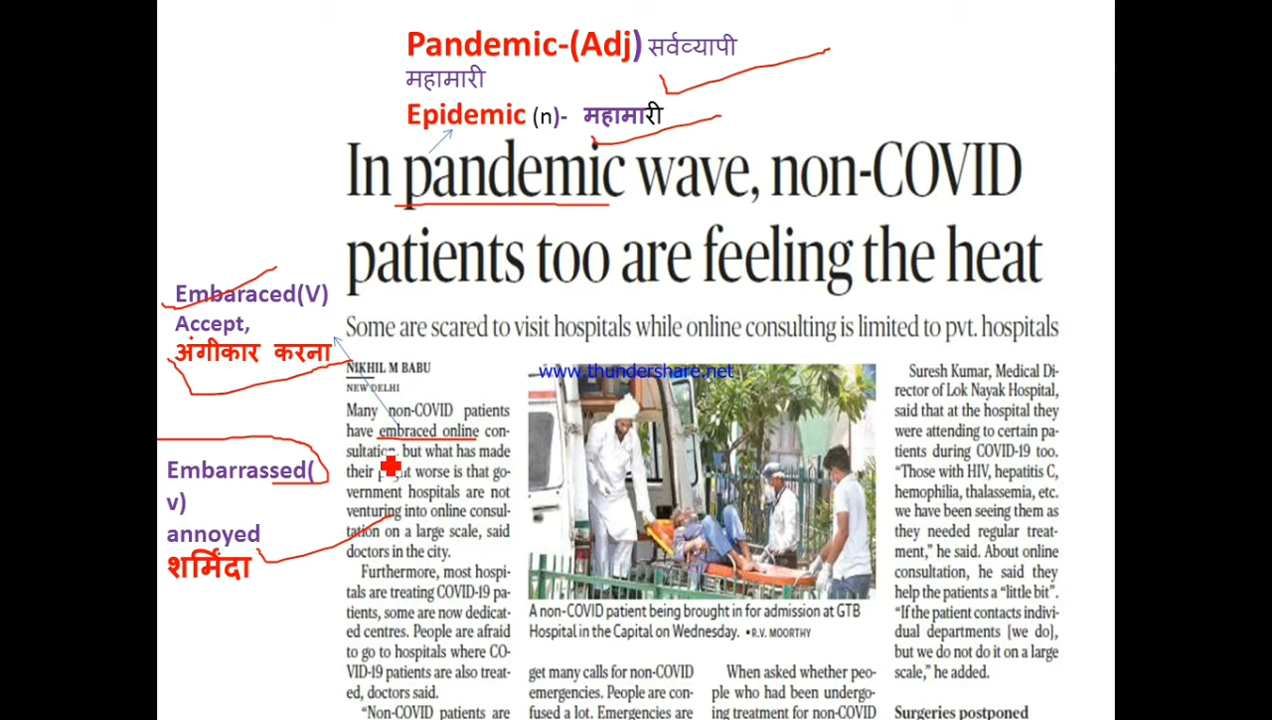 Pandemic-(Adj) सर्वव्यापी
महामारी
Epidemic (n)- महामारी
In pandemic wave, non-COVID
patients too are feeling the heat
Embaraced(V)
Accept,
अंगीकार करना
Embarrassed(
v)
annoyed
शर्मिंदा
Some are scared to visit hospitals while online consulting is limited to pvt. hospitals
NIKHIL M BABU
NEW DELHI
Many non-COVID patients
have embraced online con-
sultation, but what has made
their worse is that go-
vernment hospitals are not
venturing into online consul-
tation on a large scale, said
doctors in the city.
Furthermore, most hospi-
tals are treating COVID-19 pa-
tients, some are now dedicat-
ed centres. People are afraid
to go to hospitals where CO-
VID-19 patients are also treat-
ed, doctors said.
"Non-COVID patients are
www.thundershare.net
A non-COVID patient being brought in for admission at GTB
Hospital in the Capital on Wednesday. •R.V. MOORTHY
get many calls for non-COVID
emergencies. People are con-
fused a lot. Emergencies are
When asked whether peo-
ple who had been undergo-
ing treatment for non-COVID
Suresh Kumar, Medical Di-
rector of Lok Nayak Hospital,
said that at the hospital they
were attending to certain pa-
tients during COVID-19 too.
"Those with HIV, hepatitis C,
hemophilia, thalassemia, etc.
we have been seeing them as
they needed regular treat-
ment," he said. About online
consultation, he said they
help the patients a "little bit".
"If the patient contacts indivi-
dual departments [we do],
but we do not do it on a large
scale," he added.
Surgeries postponed